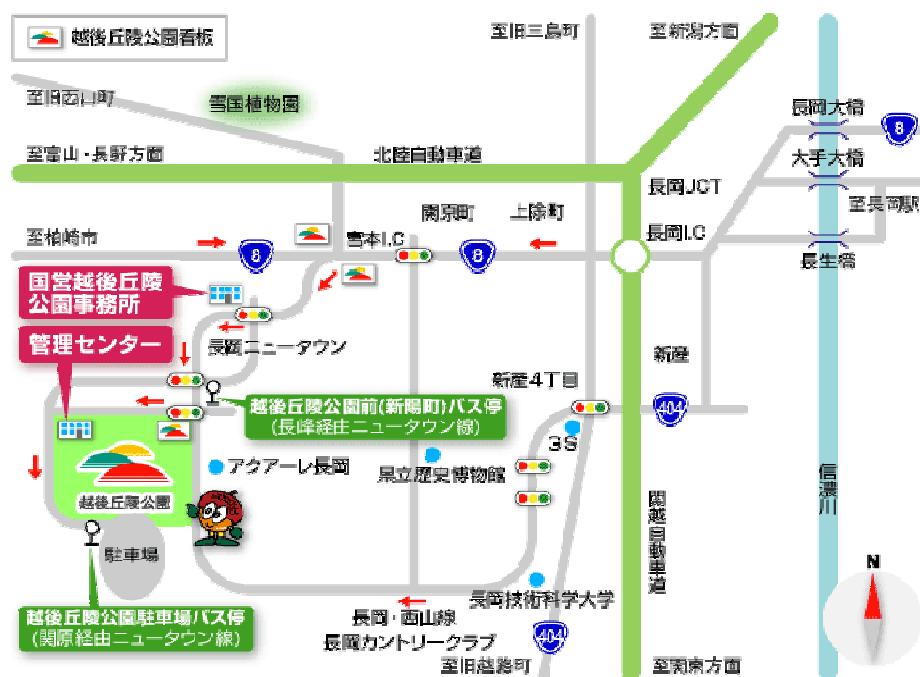 越後丘陵公園看板
至旧三島町
至新潟方面
至旧西山町
雪国植物園
長岡大橋
8
大手大橋
至富山・長野方面
北陸自動車道
長岡JCT
至長岡駅
関原町
上除町
長岡I.C
至柏崎市
宮本I.C
8
8
長生橋
国営越後丘陵
公園事務所
管理センター
長岡ニュータウン
新産
新産4丁目
404
越後丘陵公園前(新陽町)バス停
(長峰経由ニュータウン線)
3S
アクアーレ長岡
県立歴史博物館
信濃川
越後丘陵公園
関越自動車道
駐車場
N
長岡技術科学大学
越後丘陵公園駐車場バス停
(関原経由ニュータウン線)
長岡・西山線
長岡カントリークラブ
404
至旧越路町
至関東方面